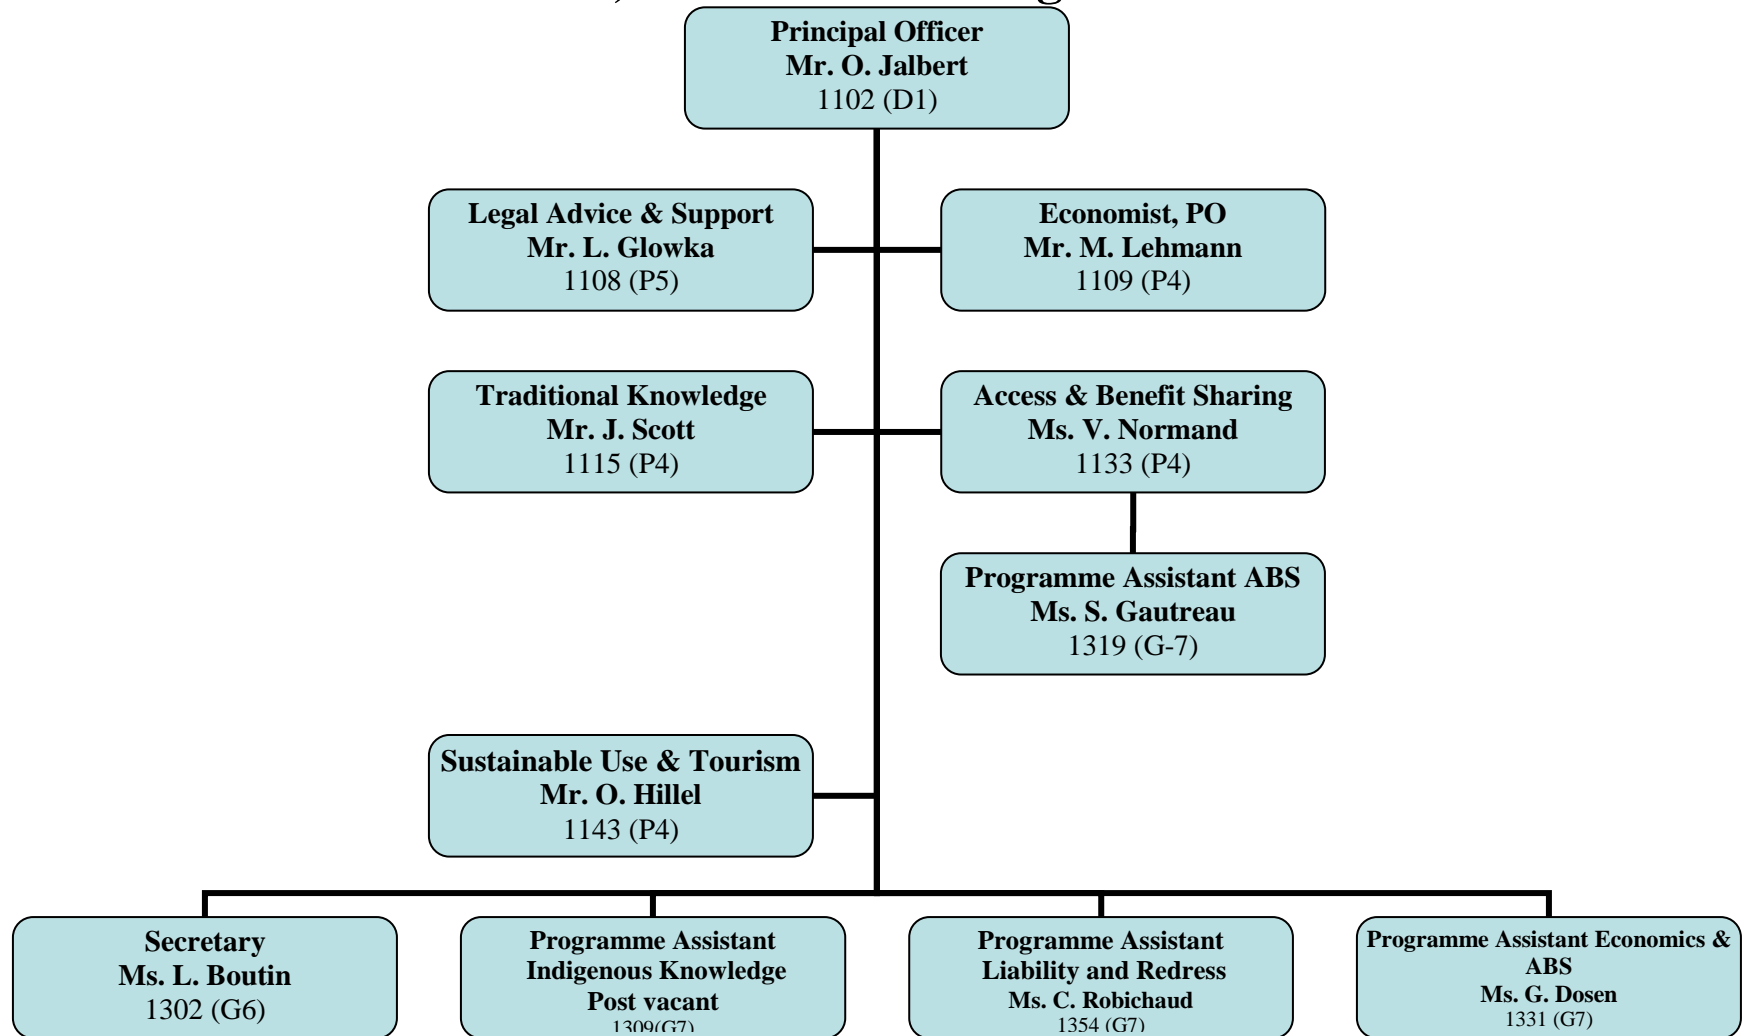 Principal Officer
Mr. O. Jalbert
1102 (D1)
Legal Advice & Support
Mr. L. Glowka
1108 (P5)
Economist, PO
Mr. M. Lehmann
1109 (P4)
Traditional Knowledge
Mr. J. Scott
1115 (P4)
Access & Benefit Sharing
Ms. V. Normand
1133 (P4)
Programme Assistant ABS
Ms. S. Gautreau
1319 (G-7)
Sustainable Use & Tourism
Mr. O. Hillel
1143 (P4)
Secretary
Ms. L. Boutin
1302 (G6)
Programme Assistant
Indigenous Knowledge
Post vacant
1309(G7)
Programme Assistant
Liability and Redress
Ms. C. Robichaud
1354 (G7)
Programme Assistant Economics &
ABS
Ms. G. Dosen
1331 (G7)